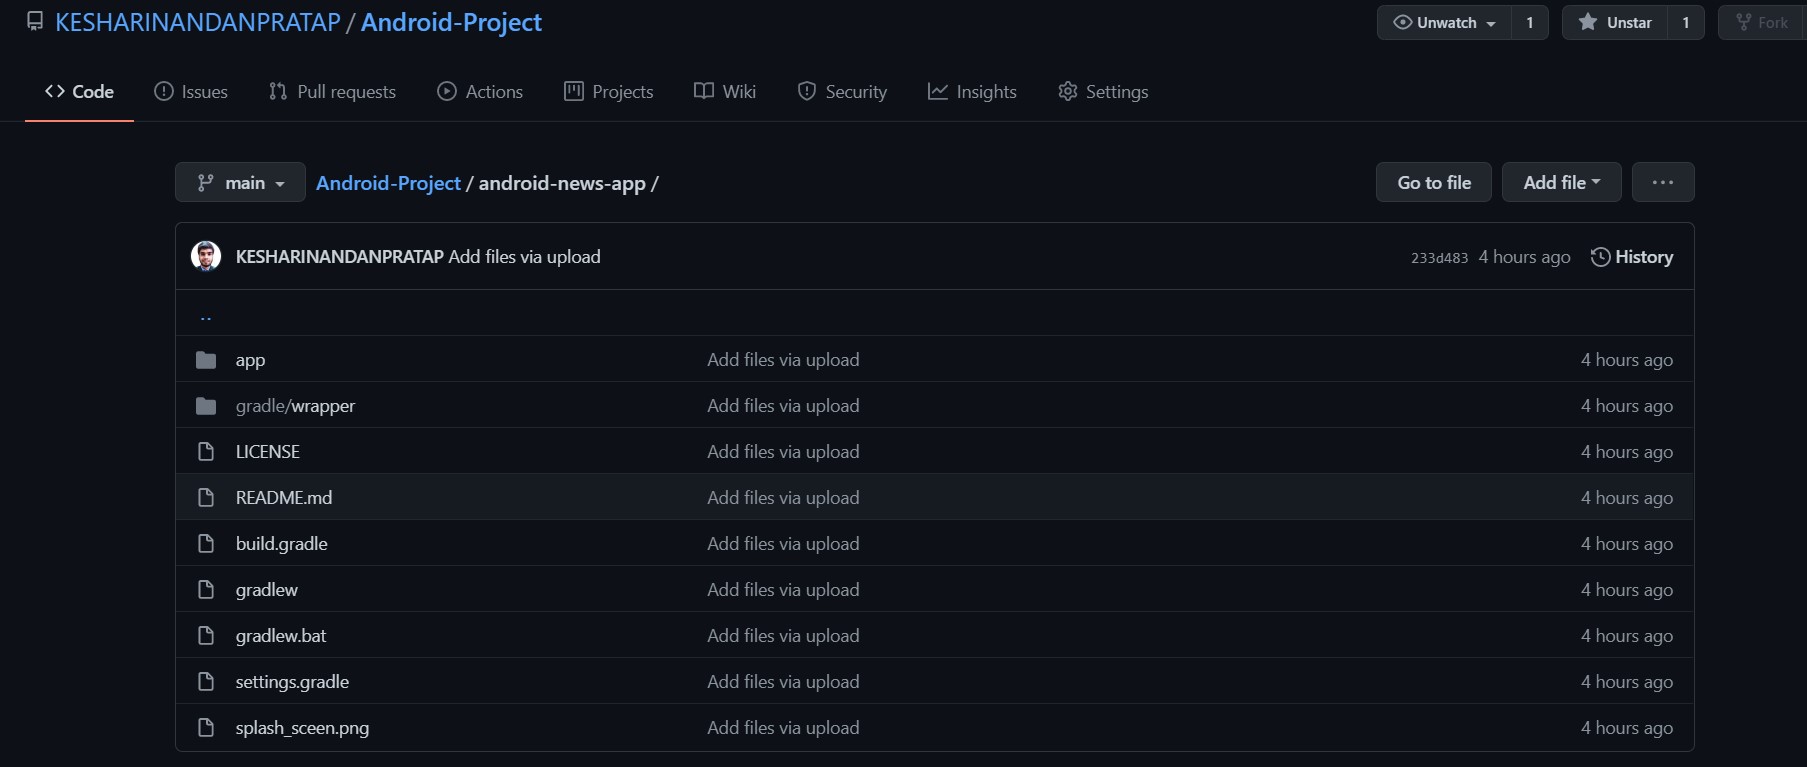 KESHARINANDANPRATAP / Android-Project Unwatch 1 Unstar 1 Fork
Code Issues Pull requests Actions Projects Wiki Security Insights Settings
main Android-Project / android-news-app / Go to file Add file ...
KESHARINANDANPRATAP Add files via upload 233d483 4 hours ago History
..
app Add files via upload 4 hours ago
gradle/wrapper Add files via upload 4 hours ago
LICENSE Add files via upload 4 hours ago
README.md Add files via upload 4 hours ago
build.gradle Add files via upload 4 hours ago
gradlew Add files via upload 4 hours ago
gradlew.bat Add files via upload 4 hours ago
settings.gradle Add files via upload 4 hours ago
splash_sceen.png Add files via upload 4 hours ago